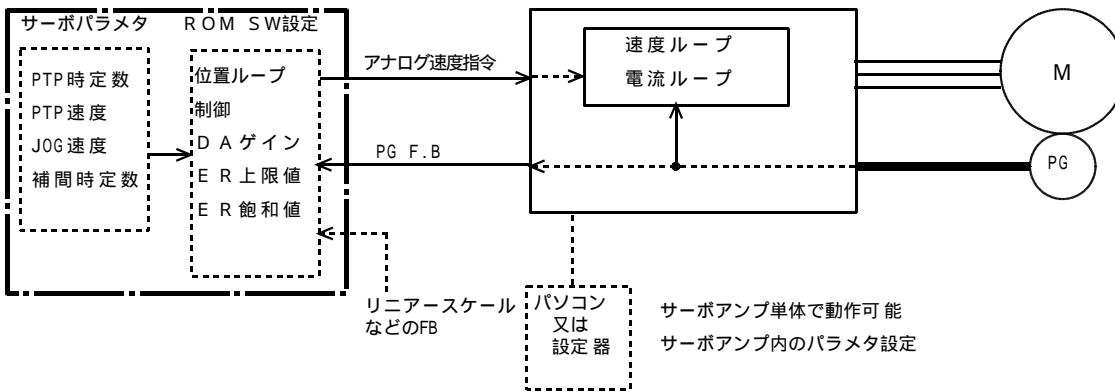 サーボパラメタ
ROM SW設定
PTP時定数
PTP速度
JOG速度
補間時定数
位置ループ
制御
DAゲイン
ER上限値
ER飽和値
アナログ速度指令
PG F.B
速度ループ
電流ループ
M
PG
リニアースケール
などのFB
パソコン
又は
設定器
サーボアンプ単体で動作可能
サーボアンプ内のパラメタ設定